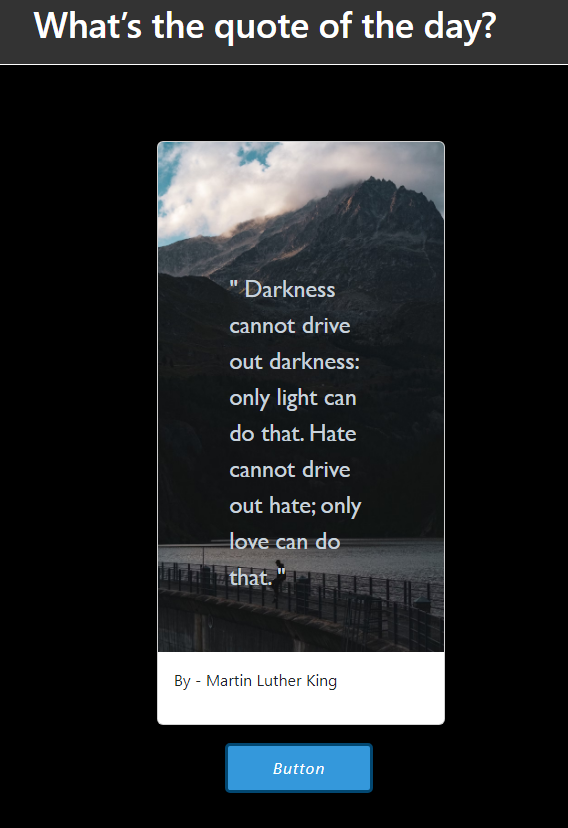 What’s the quote of the day?
" Darkness
cannot drive
out darkness:
only light can
do that. Hate
cannot drive
out hate; only
love can do
that. "
By - Martin Luther King
Button